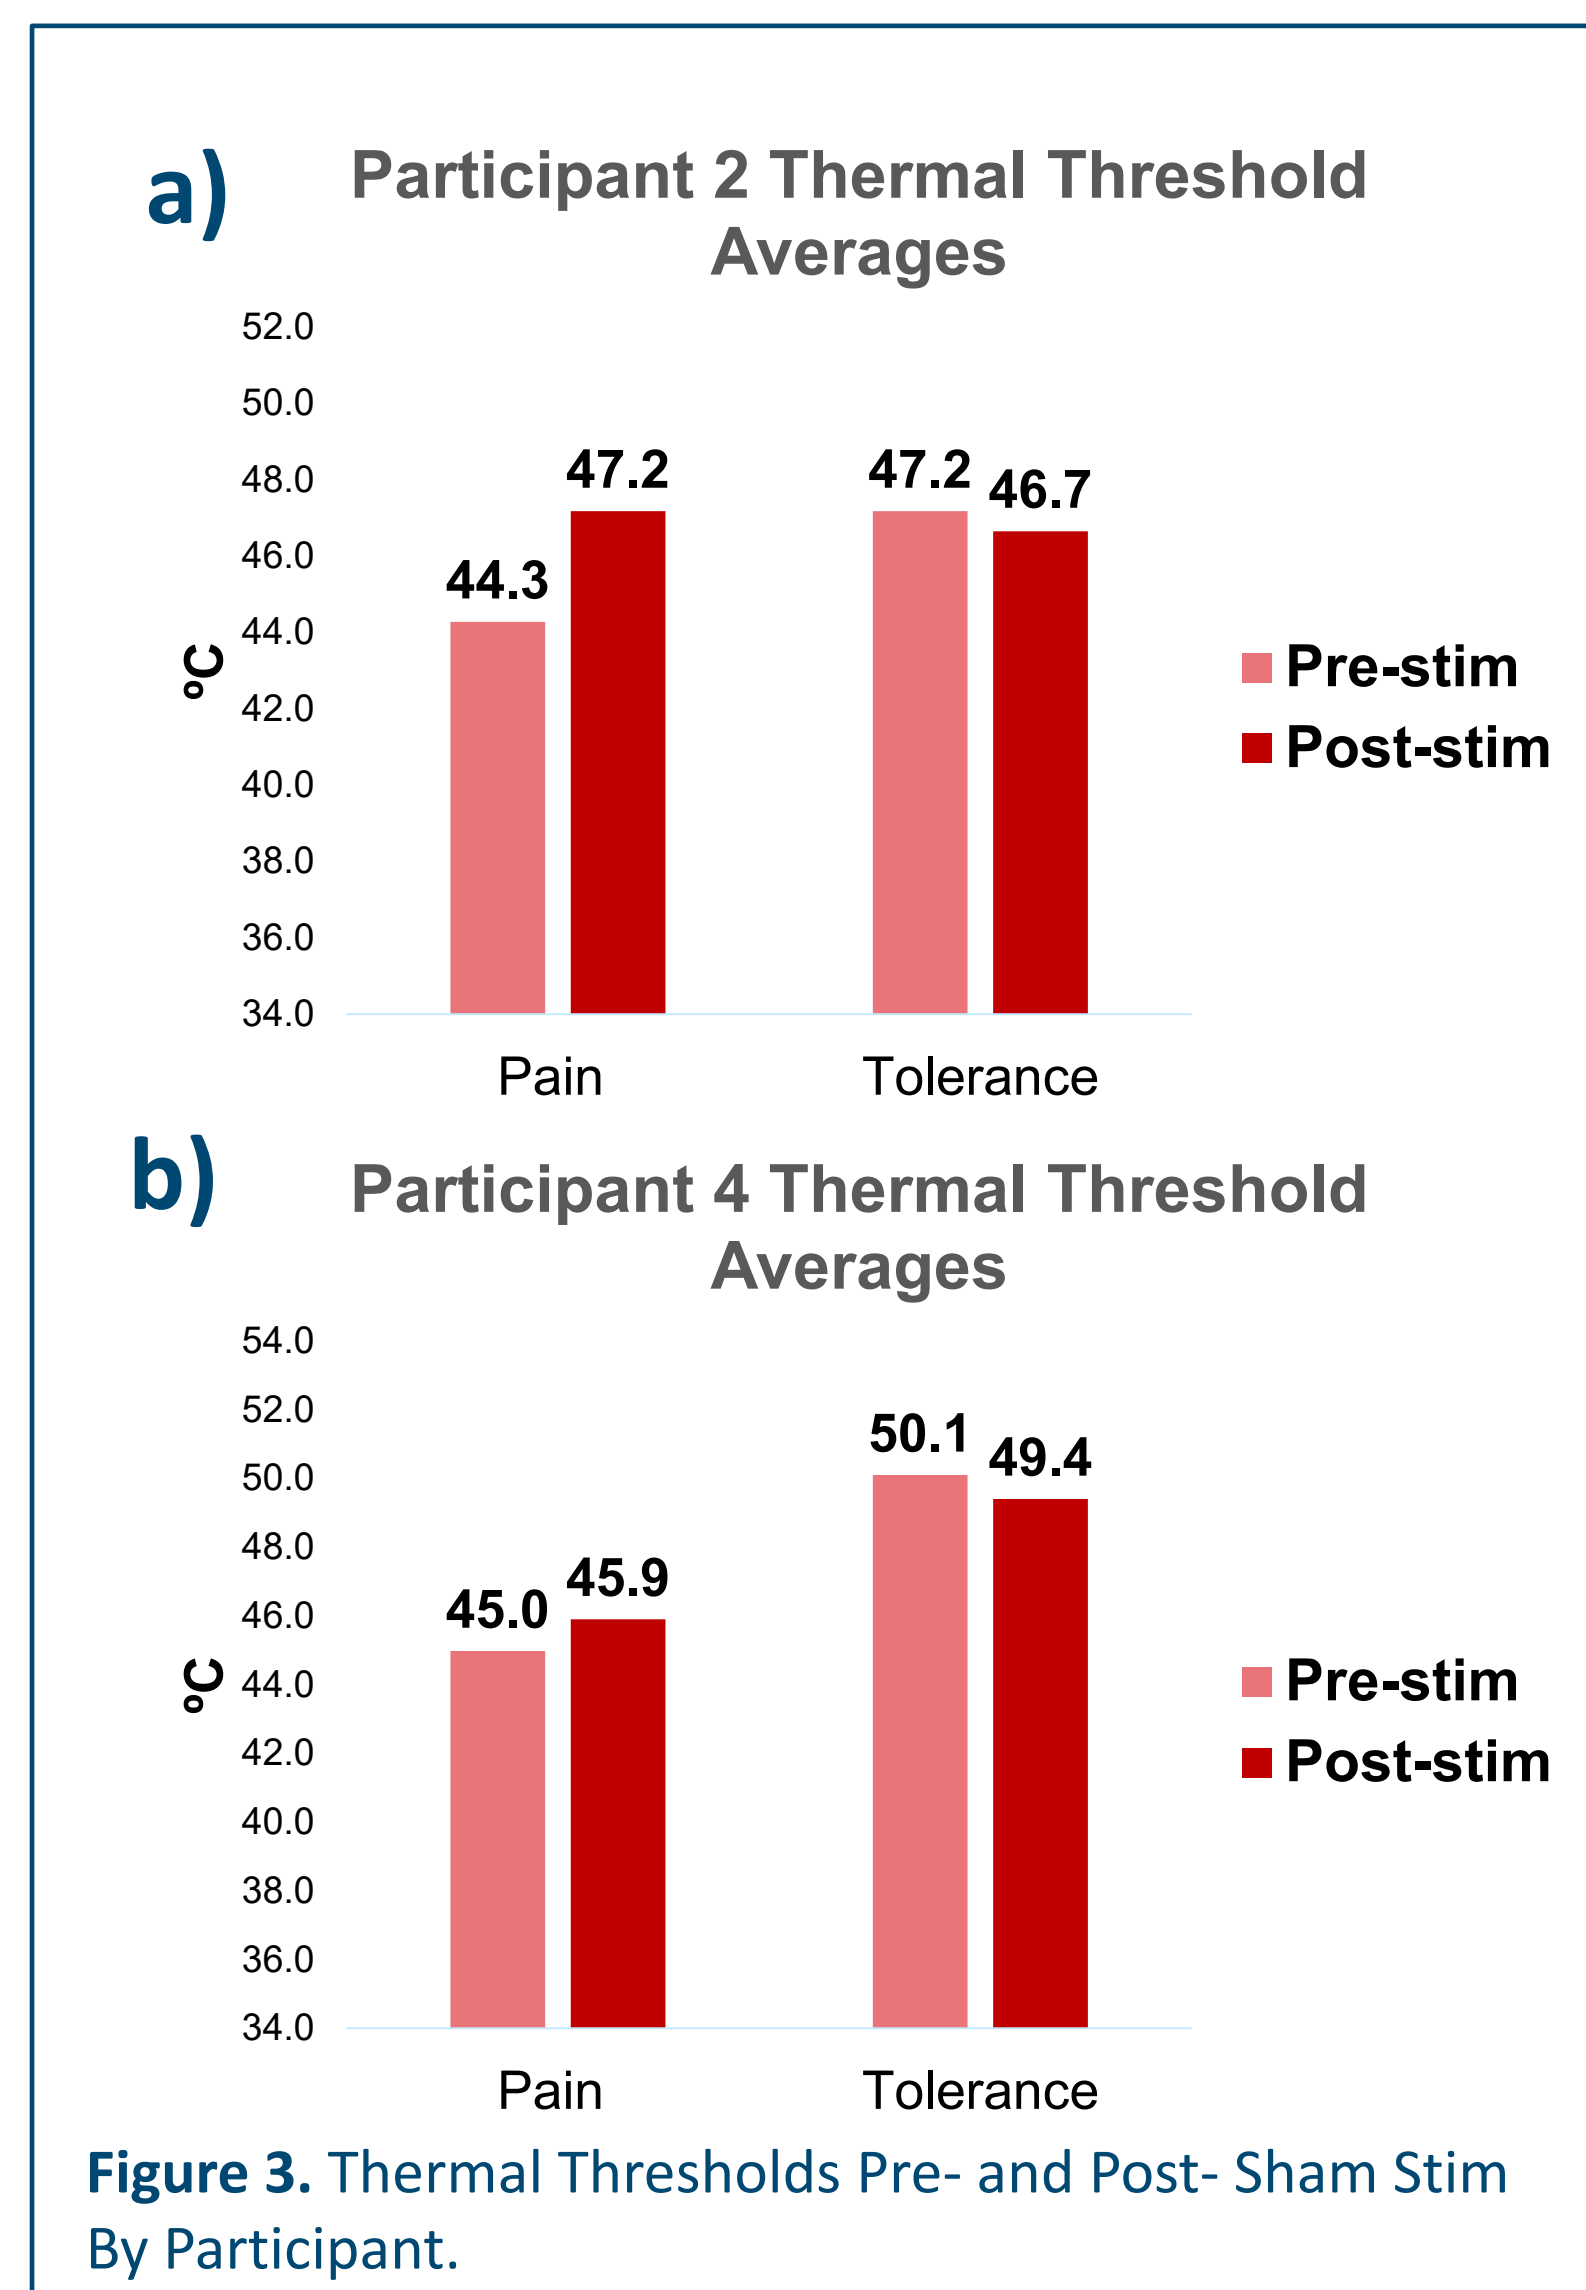 a)
Participant 2 Thermal Threshold
Averages
52.0
50.0
48.0
46.0
44.0
42.0
40.0
38.0
36.0
34.0
ºC
44.3
47.2
47.2
46.7
Pain
Tolerance
Pre-stim
Post-stim
b)
Participant 4 Thermal Threshold
Averages
54.0
52.0
50.0
48.0
46.0
44.0
42.0
40.0
38.0
36.0
34.0
ºC
45.0
45.9
50.1
49.4
Pain
Tolerance
Pre-stim
Post-stim
Figure 3. Thermal Thresholds Pre- and Post- Sham Stim
By Participant.